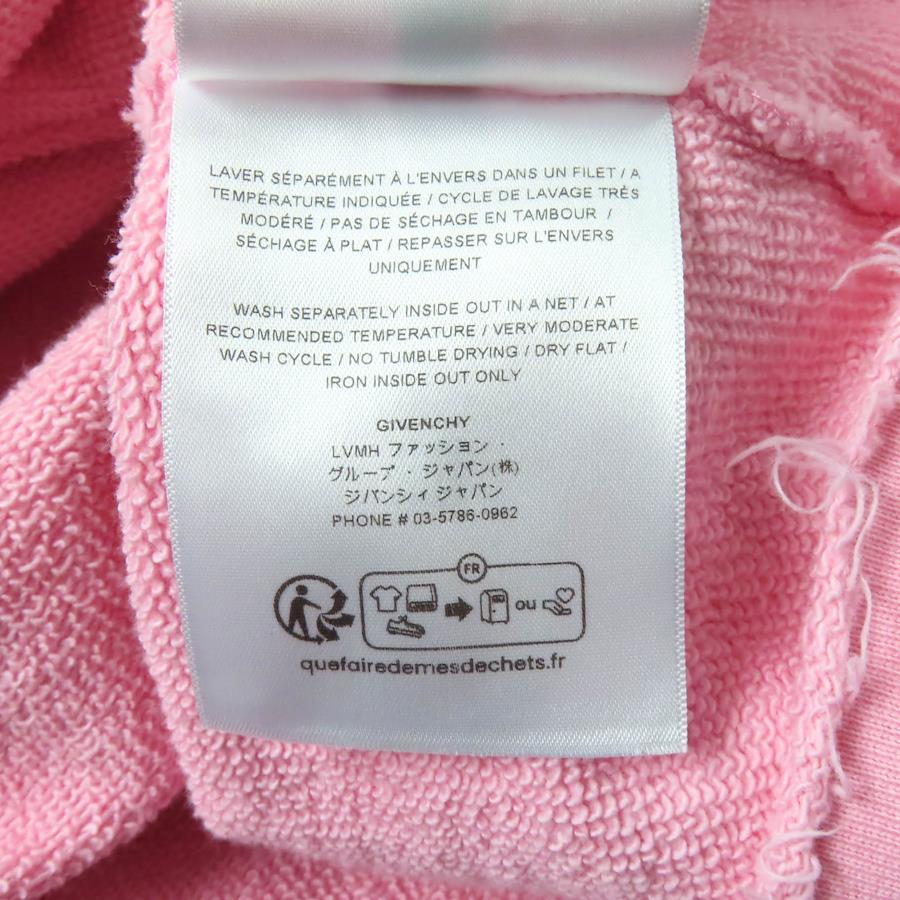 LAVER SÉPARÉMENT À L'ENVERS DANS UN FILET / A
TEMPÉRATURE INDIQUÉE / CYCLE DE LAVAGE TRÈS
MODÉRÉ / PAS DE SÉCHAGE EN TAMBOUR /
SÉCHAGE À PLAT / REPASSER SUR L'ENVERS
UNIQUEMENT
WASH SEPARATELY INSIDE OUT IN A NET / AT
RECOMMENDED TEMPERATURE / VERY MODERATE
WASH CYCLE / NO TUMBLE DRYING / DRY FLAT /
IRON INSIDE OUT ONLY
GIVENCHY
LVMH ファッション ·
グループ · ジャパン(株)
ジバンシィ ジャパン
PHONE # 03-5786-0962
FR
ou
quefairedemesdechets.fr